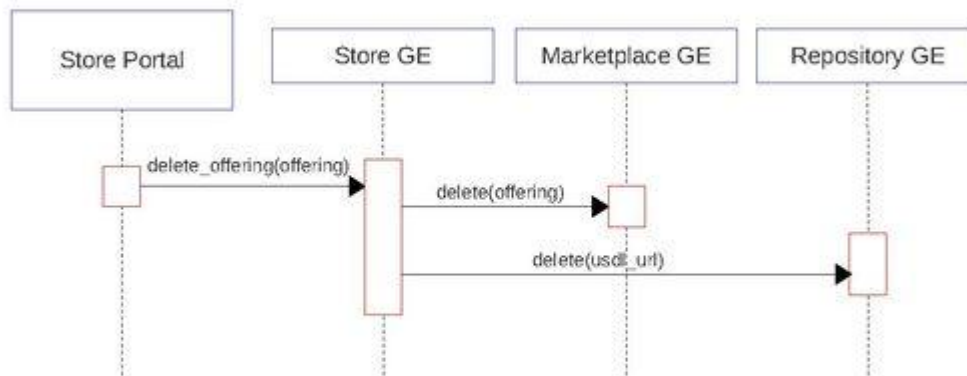 Store Portal
Store GE
Marketplace GE
Repository GE
delete_offering(offering)
delete(offering)
delete(usdl_url)